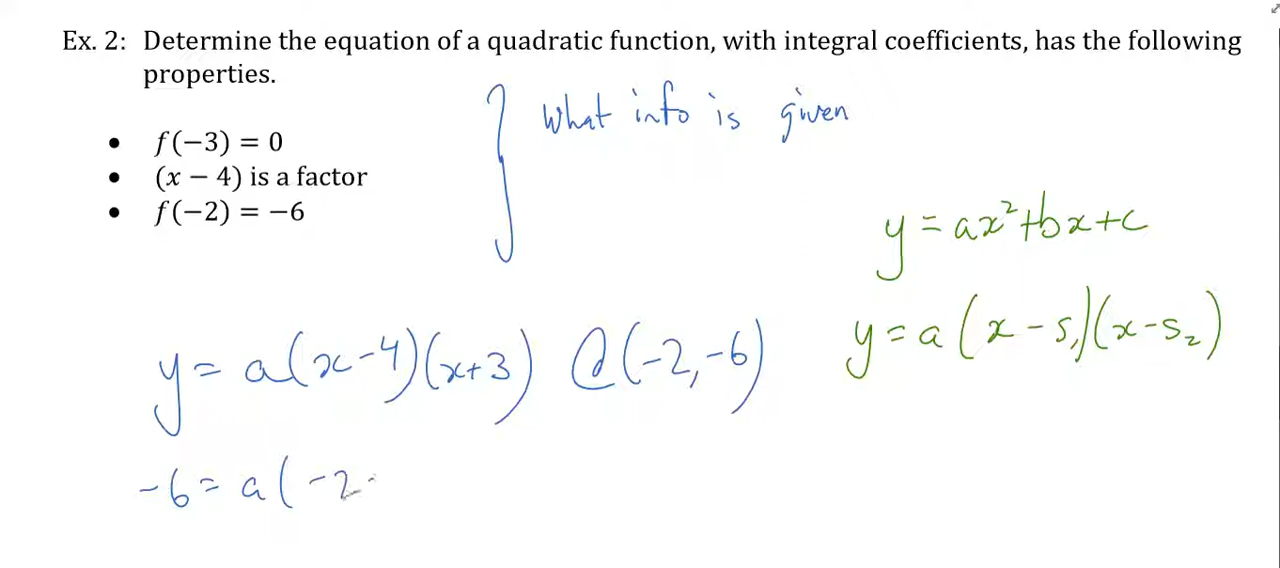 Ex. 2: Determine the equation of a quadratic function, with integral coefficients, has the following
properties.
• f(−3) = 0
• (x − 4) is a factor
• f(−2) = −6
What info is given
y = ax²+bx+c
y = a(x-s₁)(x-s₂)
y = a(x-4)(x+3) @(-2,-6)
-6 = a(-2-